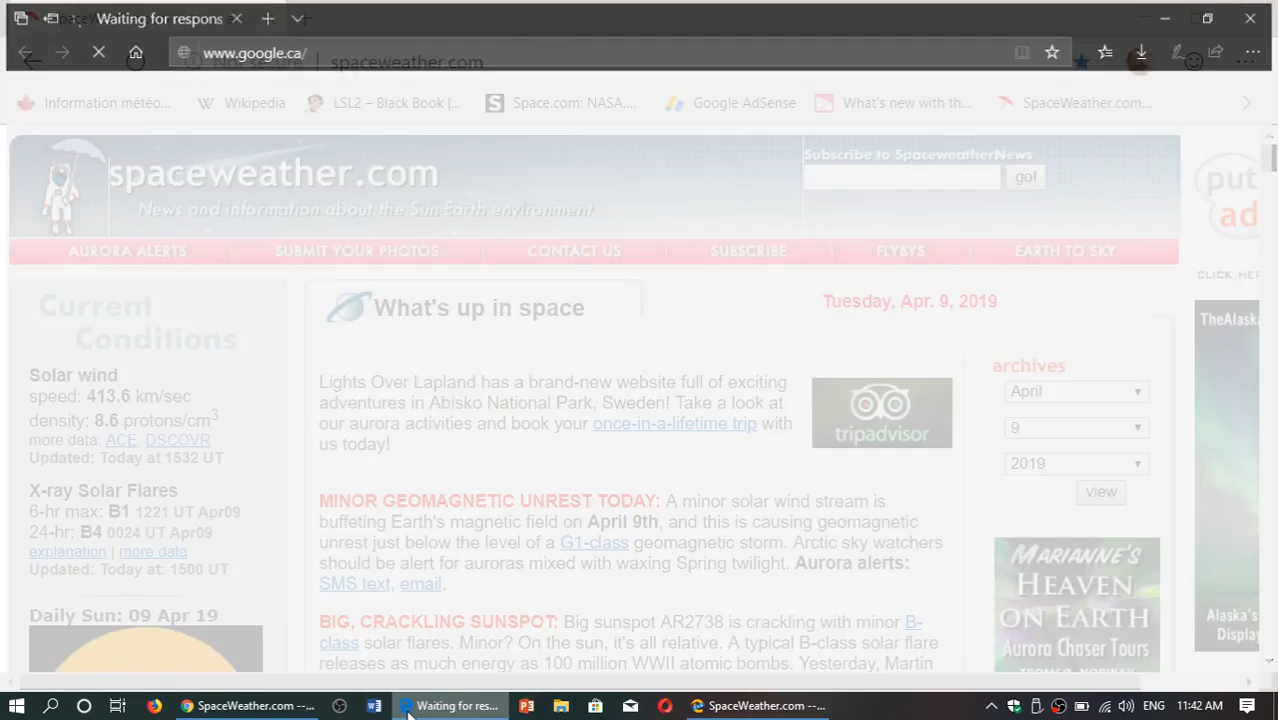 Waiting for respons
www.google.ca/
Not secure
spaceweather.com
Information météo...
Wikipedia
LSL2 – Black Book J...
Space.com: NASA,...
Google AdSense
What's new with th...
SpaceWeather.com...
spaceweather.com
News and information about the Sun-Earth environment
Subscribe to SpaceweatherNews
go!
AURORA ALERTS
SUBMIT YOUR PHOTOS
CONTACT US
SUBSCRIBE
FLYBYS
EARTH TO SKY
Current
Conditions
Solar wind
speed: 413.6 km/sec
density: 8.6 protons/cm3
more data: ACE, DSCOVR
Updated: Today at 1532 UT
X-ray Solar Flares
6-hr max: B1 1221 UT Apr09
24-hr: B4 0024 UT Apr09
explanation | more data
Updated: Today at: 1500 UT
Daily Sun: 09 Apr 19
What's up in space
Tuesday, Apr. 9, 2019
Lights Over Lapland has a brand-new website full of exciting
adventures in Abisko National Park, Sweden! Take a look at
our aurora activities and book your once-in-a-lifetime trip with
us today!
tripadvisor
MINOR GEOMAGNETIC UNREST TODAY: A minor solar wind stream is
buffeting Earth's magnetic field on April 9th, and this is causing geomagnetic
unrest just below the level of a G1-class geomagnetic storm. Arctic sky watchers
should be alert for auroras mixed with waxing Spring twilight. Aurora alerts:
SMS text, email.
BIG, CRACKLING SUNSPOT: Big sunspot AR2738 is crackling with minor B-
class solar flares. Minor? On the sun, it's all relative. A typical B-class solar flare
releases as much energy as 100 million WWII atomic bombs. Yesterday, Martin
archives
April
9
2019
view
MARIANNE'S
HEAVEN
ON EARTH
Aurora Chaser Tours
TROMSO, NORWAY
put
ad
CLICK HER
TheAlaska
Alaska's
Display
SpaceWeather.com --...
Waiting for res...
SpaceWeather.com --...
ENG
11:42 AM